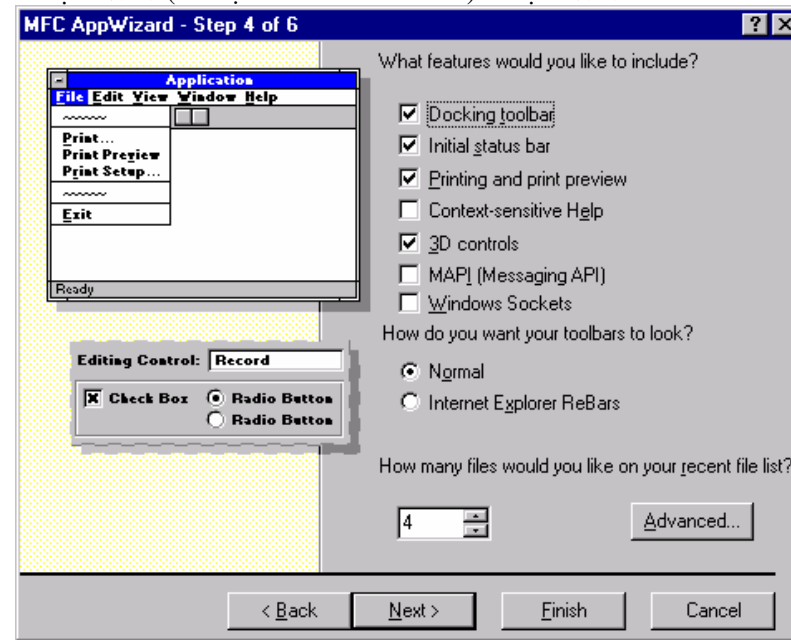 MFC AppWizard - Step 4 of 6
Application
File Edit View Window Help
Print...
Print Preview
Print Setup...
Exit
Ready
Editing Control: Record
Check Box
Radio Button
Radio Button
What features would you like to include?
Docking toolbar
Initial status bar
Printing and print preview
Context-sensitive Help
3D controls
MAPI (Messaging API)
Windows Sockets
How do you want your toolbars to look?
Normal
Internet Explorer ReBars
How many files would you like on your recent file list?
4
Advanced...
< Back Next > Finish Cancel